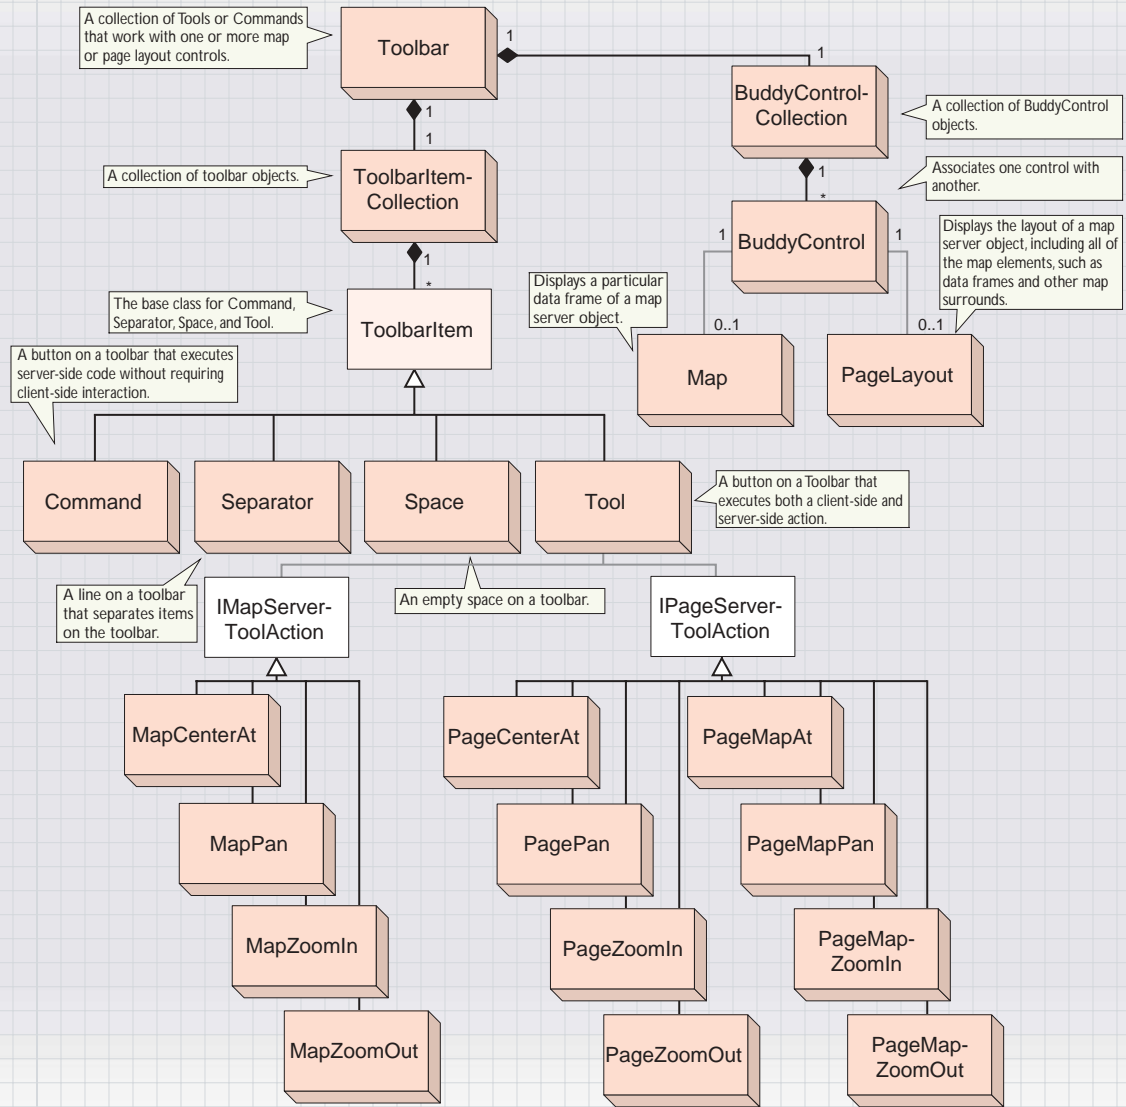 A collection of Tools or Commands
that work with one or more map
or page layout controls.
Toolbar
1
1
BuddyControl-
Collection
A collection of BuddyControl
objects.
1
1
A collection of toolbar objects.
ToolbarItem-
Collection
1
*
Associates one control with
another.
BuddyControl
1
1
Displays the layout of a map
server object, including all of
the map elements, such as
data frames and other map
surrounds.
1
*
Displays a particular
data frame of a map
server object.
0..1
0..1
The base class for Command,
Separator, Space, and Tool.
ToolbarItem
Map
PageLayout
A button on a toolbar that executes
server-side code without requiring
client-side interaction.
Command
Separator
Space
Tool
A button on a Toolbar that
executes both a client-side and
server-side action.
A line on a toolbar
that separates items
on the toolbar.
IMapServer-
ToolAction
An empty space on a toolbar.
IPageServer-
ToolAction
MapCenterAt
PageCenterAt
PageMapAt
MapPan
PagePan
PageMapPan
MapZoomIn
PageZoomIn
PageMap-
ZoomIn
MapZoomOut
PageZoomOut
PageMap-
ZoomOut